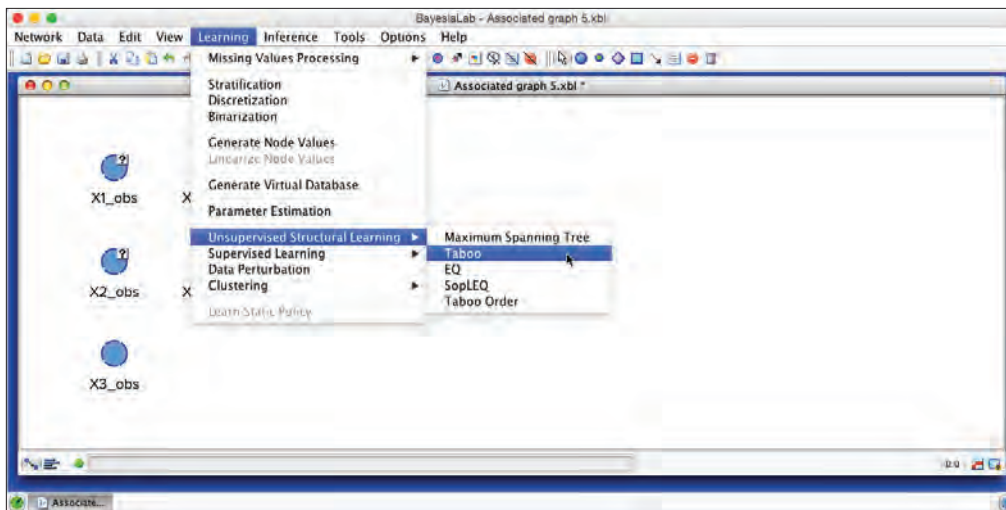 BayesiaLab - Associated graph 5.xbl
Network Data Edit View Learning Inference Tools Options Help
Associated graph 5.xbl *
Missing Values Processing
Stratification
Discretization
Binarization
Generate Node Values
Linearize Node Values
Generate Virtual Database
Parameter Estimation
Unsupervised Structural Learning
Supervised Learning
Data Perturbation
Clustering
Learn Static Policy
Maximum Spanning Tree
Taboo
EQ
SopLEQ
Taboo Order
?
X1_obs X
?
X2_obs X
X3_obs
Associate...